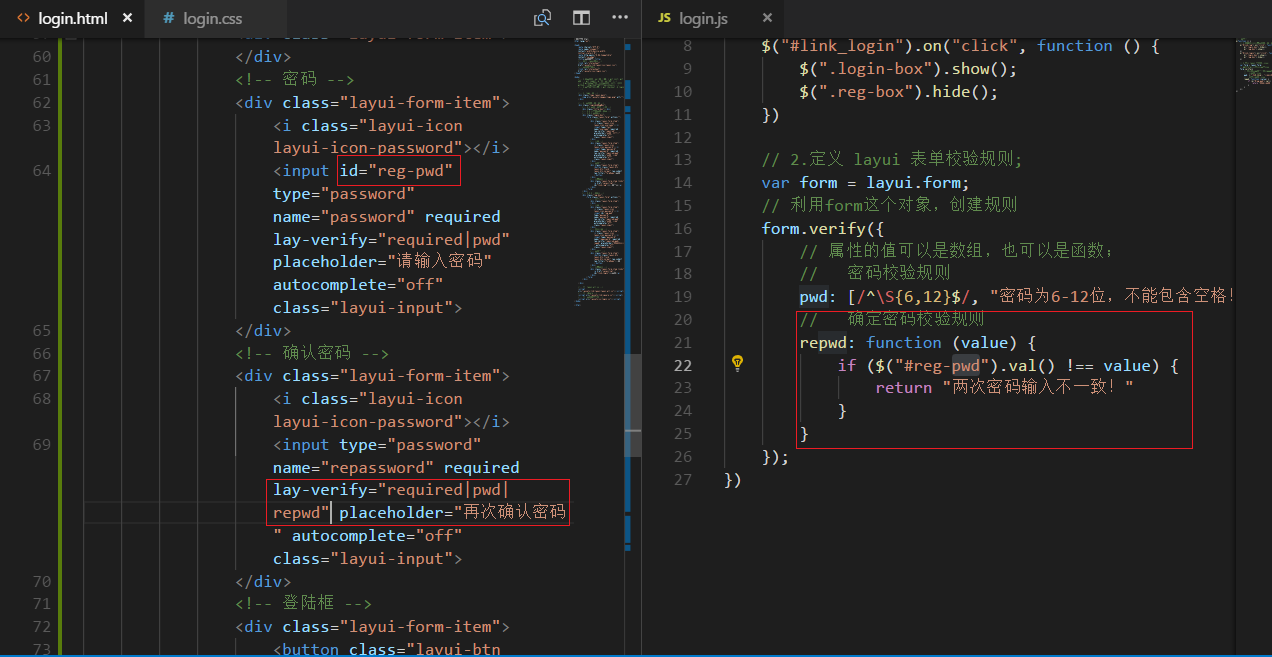 login.html × # login.css
60 </div>
61 <!-- 密码 -->
62 <div class="layui-form-item">
63 <i class="layui-icon
layui-icon-password"></i>
64 <input id="reg-pwd"
type="password"
name="password" required
lay-verify="required|pwd"
placeholder="请输入密码"
autocomplete="off"
class="layui-input">
65 </div>
66 <!-- 确认密码 -->
67 <div class="layui-form-item">
68 <i class="layui-icon
layui-icon-password"></i>
69 <input type="password"
name="repassword" required
lay-verify="required|pwd|
repwd" placeholder="再次确认密码
" autocomplete="off"
class="layui-input">
70 </div>
71 <!-- 登陆框 -->
72 <div class="layui-form-item">
73 <button class="layui-btn
JS login.js ×
8 $("#link_login").on("click", function () {
9 $(".login-box").show();
10 $(".reg-box").hide();
11 })
12
13 // 2.定义 layui 表单校验规则;
14 var form = layui.form;
15 // 利用form这个对象，创建规则
16 form.verify({
17 // 属性的值可以是数组，也可以是函数；
18 // 密码校验规则
19 pwd: [/^\S{6,12}$/, "密码为6-12位，不能包含空格！
20 // 确定密码校验规则
21 repwd: function (value) {
22 if ($("#reg-pwd").val() !== value) {
23 return "两次密码输入不一致！"
24 }
25 }
26 });
27 })